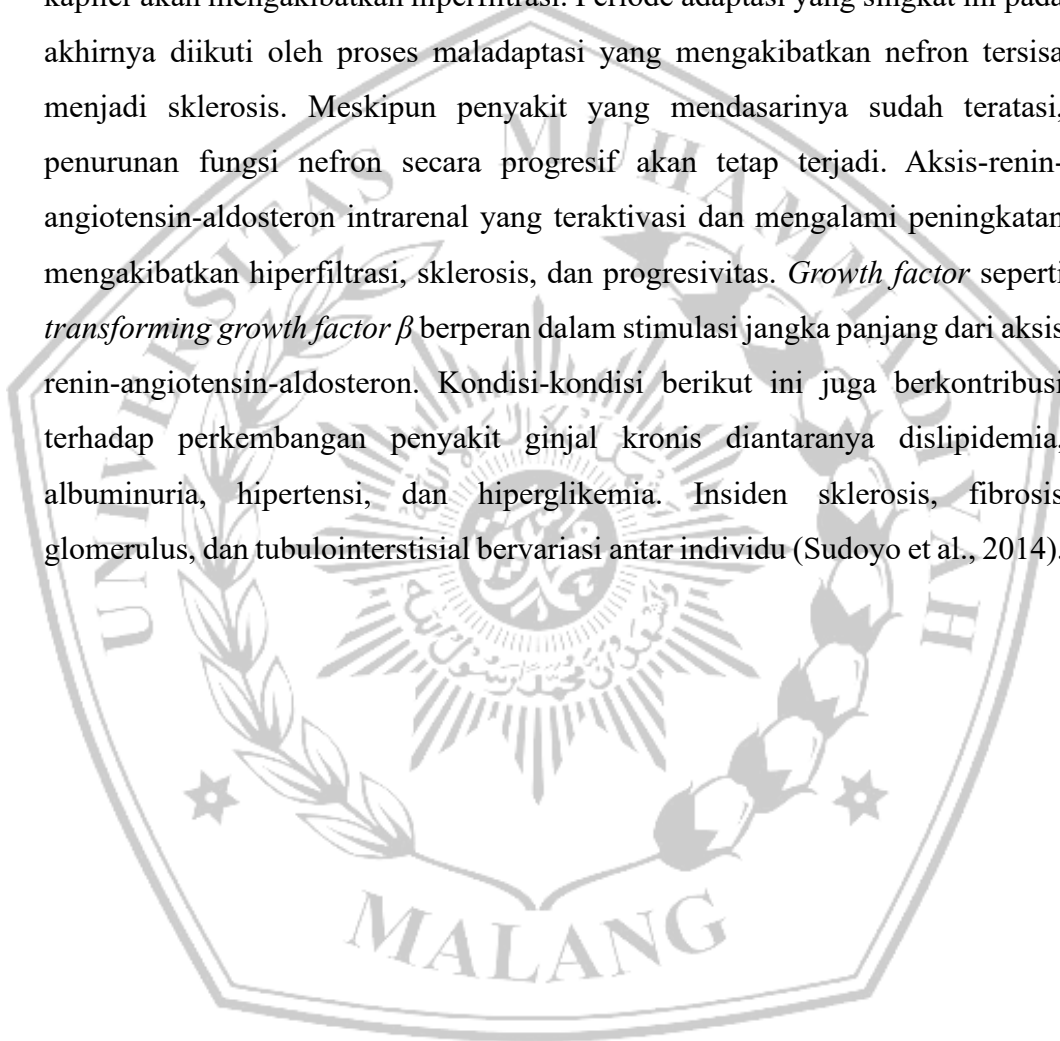 kapiler akan mengakibatkan hiperfiltrasi. Periode adaptasi yang singkat ini pada
akhirnya diikuti oleh proses maladaptasi yang mengakibatkan nefron tersisa
menjadi sklerosis. Meskipun penyakit yang mendasarinya sudah teratasi,
penurunan fungsi nefron secara progresif akan tetap terjadi. Aksis-renin-
angiotensin-aldosteron intrarenal yang teraktivasi dan mengalami peningkatan
mengakibatkan hiperfiltrasi, sklerosis, dan progresivitas. Growth factor seperti
transforming growth factor β berperan dalam stimulasi jangka panjang dari aksis
renin-angiotensin-aldosteron. Kondisi-kondisi berikut ini juga berkontribusi
terhadap perkembangan penyakit ginjal kronis diantaranya dislipidemia,
albuminuria, hipertensi, dan hiperglikemia. Insiden sklerosis, fibrosis
glomerulus, dan tubulointerstisial bervariasi antar individu (Sudoyo et al., 2014).
UNIVERSITAS MUHAMMADIYAH
MALANG